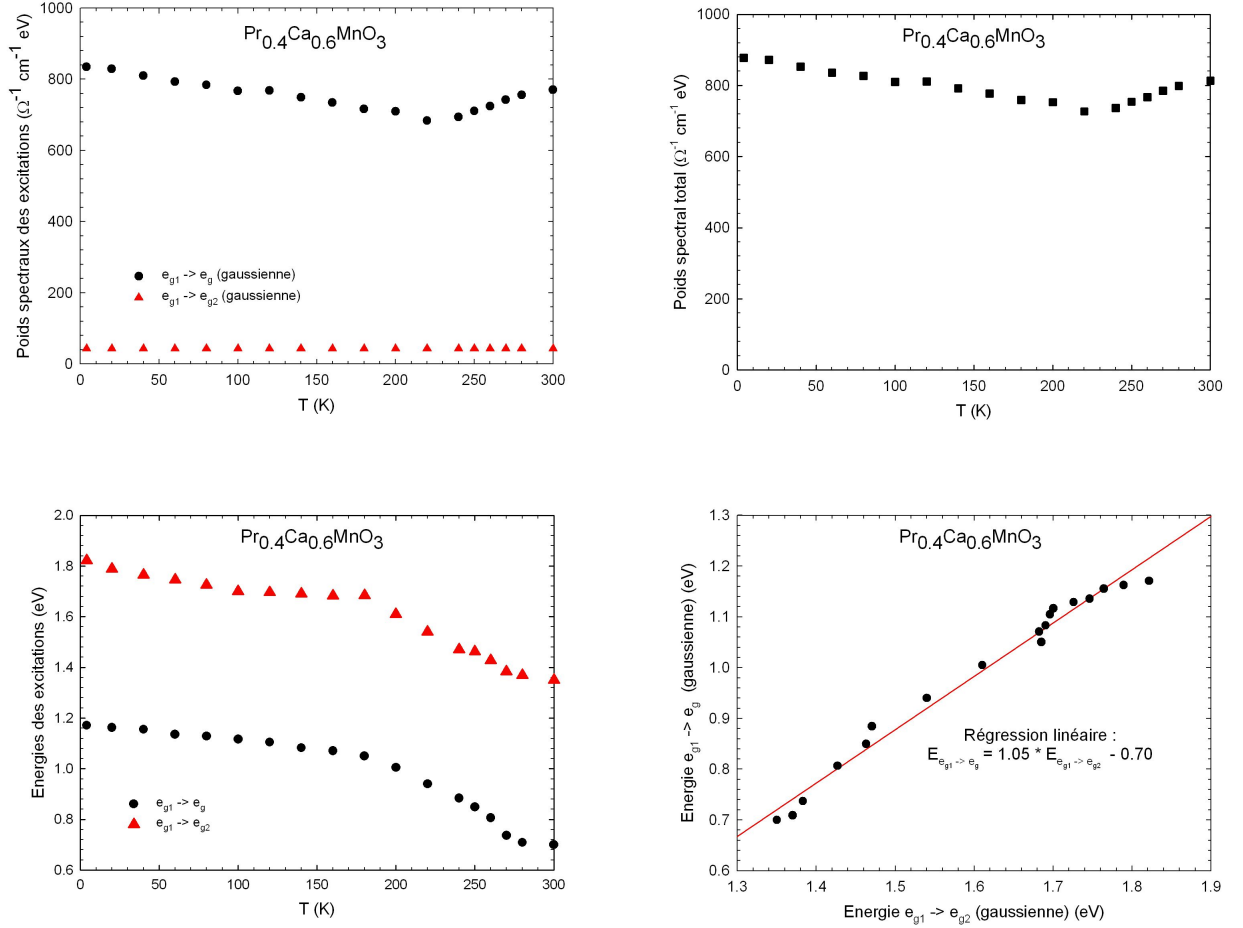 Pr0.4Ca0.6MnO3
Poids spectraux des excitations (Ω-1 cm-1 eV)
1000
800
600
400
200
0
eg1 -> eg (gaussienne)
eg1 -> eg2 (gaussienne)
0 50 100 150 200 250 300
T (K)
Pr0.4Ca0.6MnO3
Poids spectral total (Ω-1 cm-1 eV)
1000
800
600
400
200
0
0 50 100 150 200 250 300
T (K)
Pr0.4Ca0.6MnO3
Energies des excitations (eV)
2.0
1.8
1.6
1.4
1.2
1.0
0.8
0.6
eg1 -> eg
eg1 -> eg2
0 50 100 150 200 250 300
T (K)
Pr0.4Ca0.6MnO3
Energie eg1 -> eg (gaussienne) (eV)
1.3
1.2
1.1
1.0
0.9
0.8
0.7
0.6
Régression linéaire :
Eeg1 -> eg = 1.05 * Eeg1 -> eg2 - 0.70
1.3 1.4 1.5 1.6 1.7 1.8 1.9
Energie eg1 -> eg2 (gaussienne) (eV)